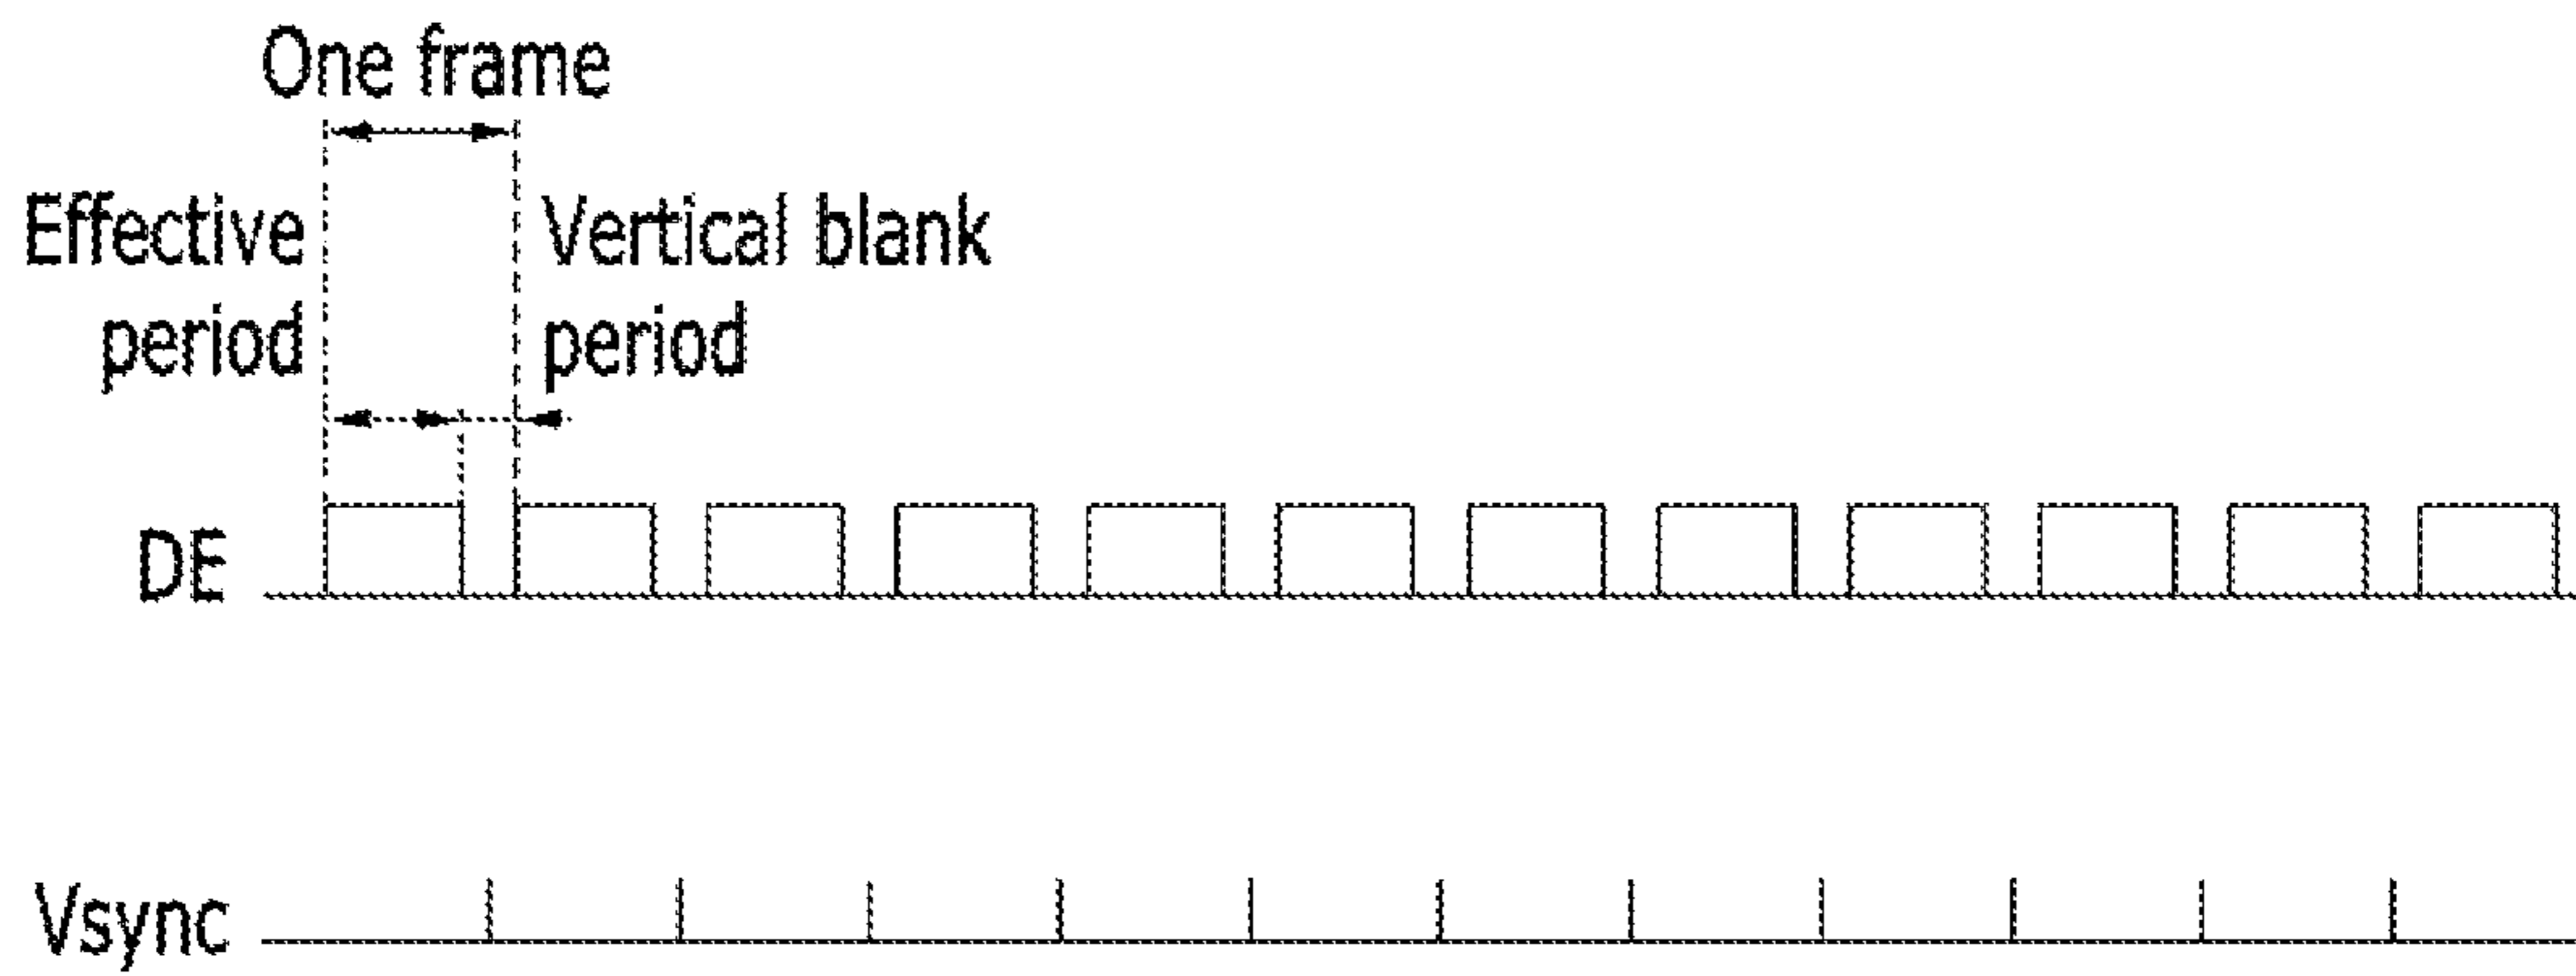 One frame
Effective
period
Vertical blank
period
DE
Vsync